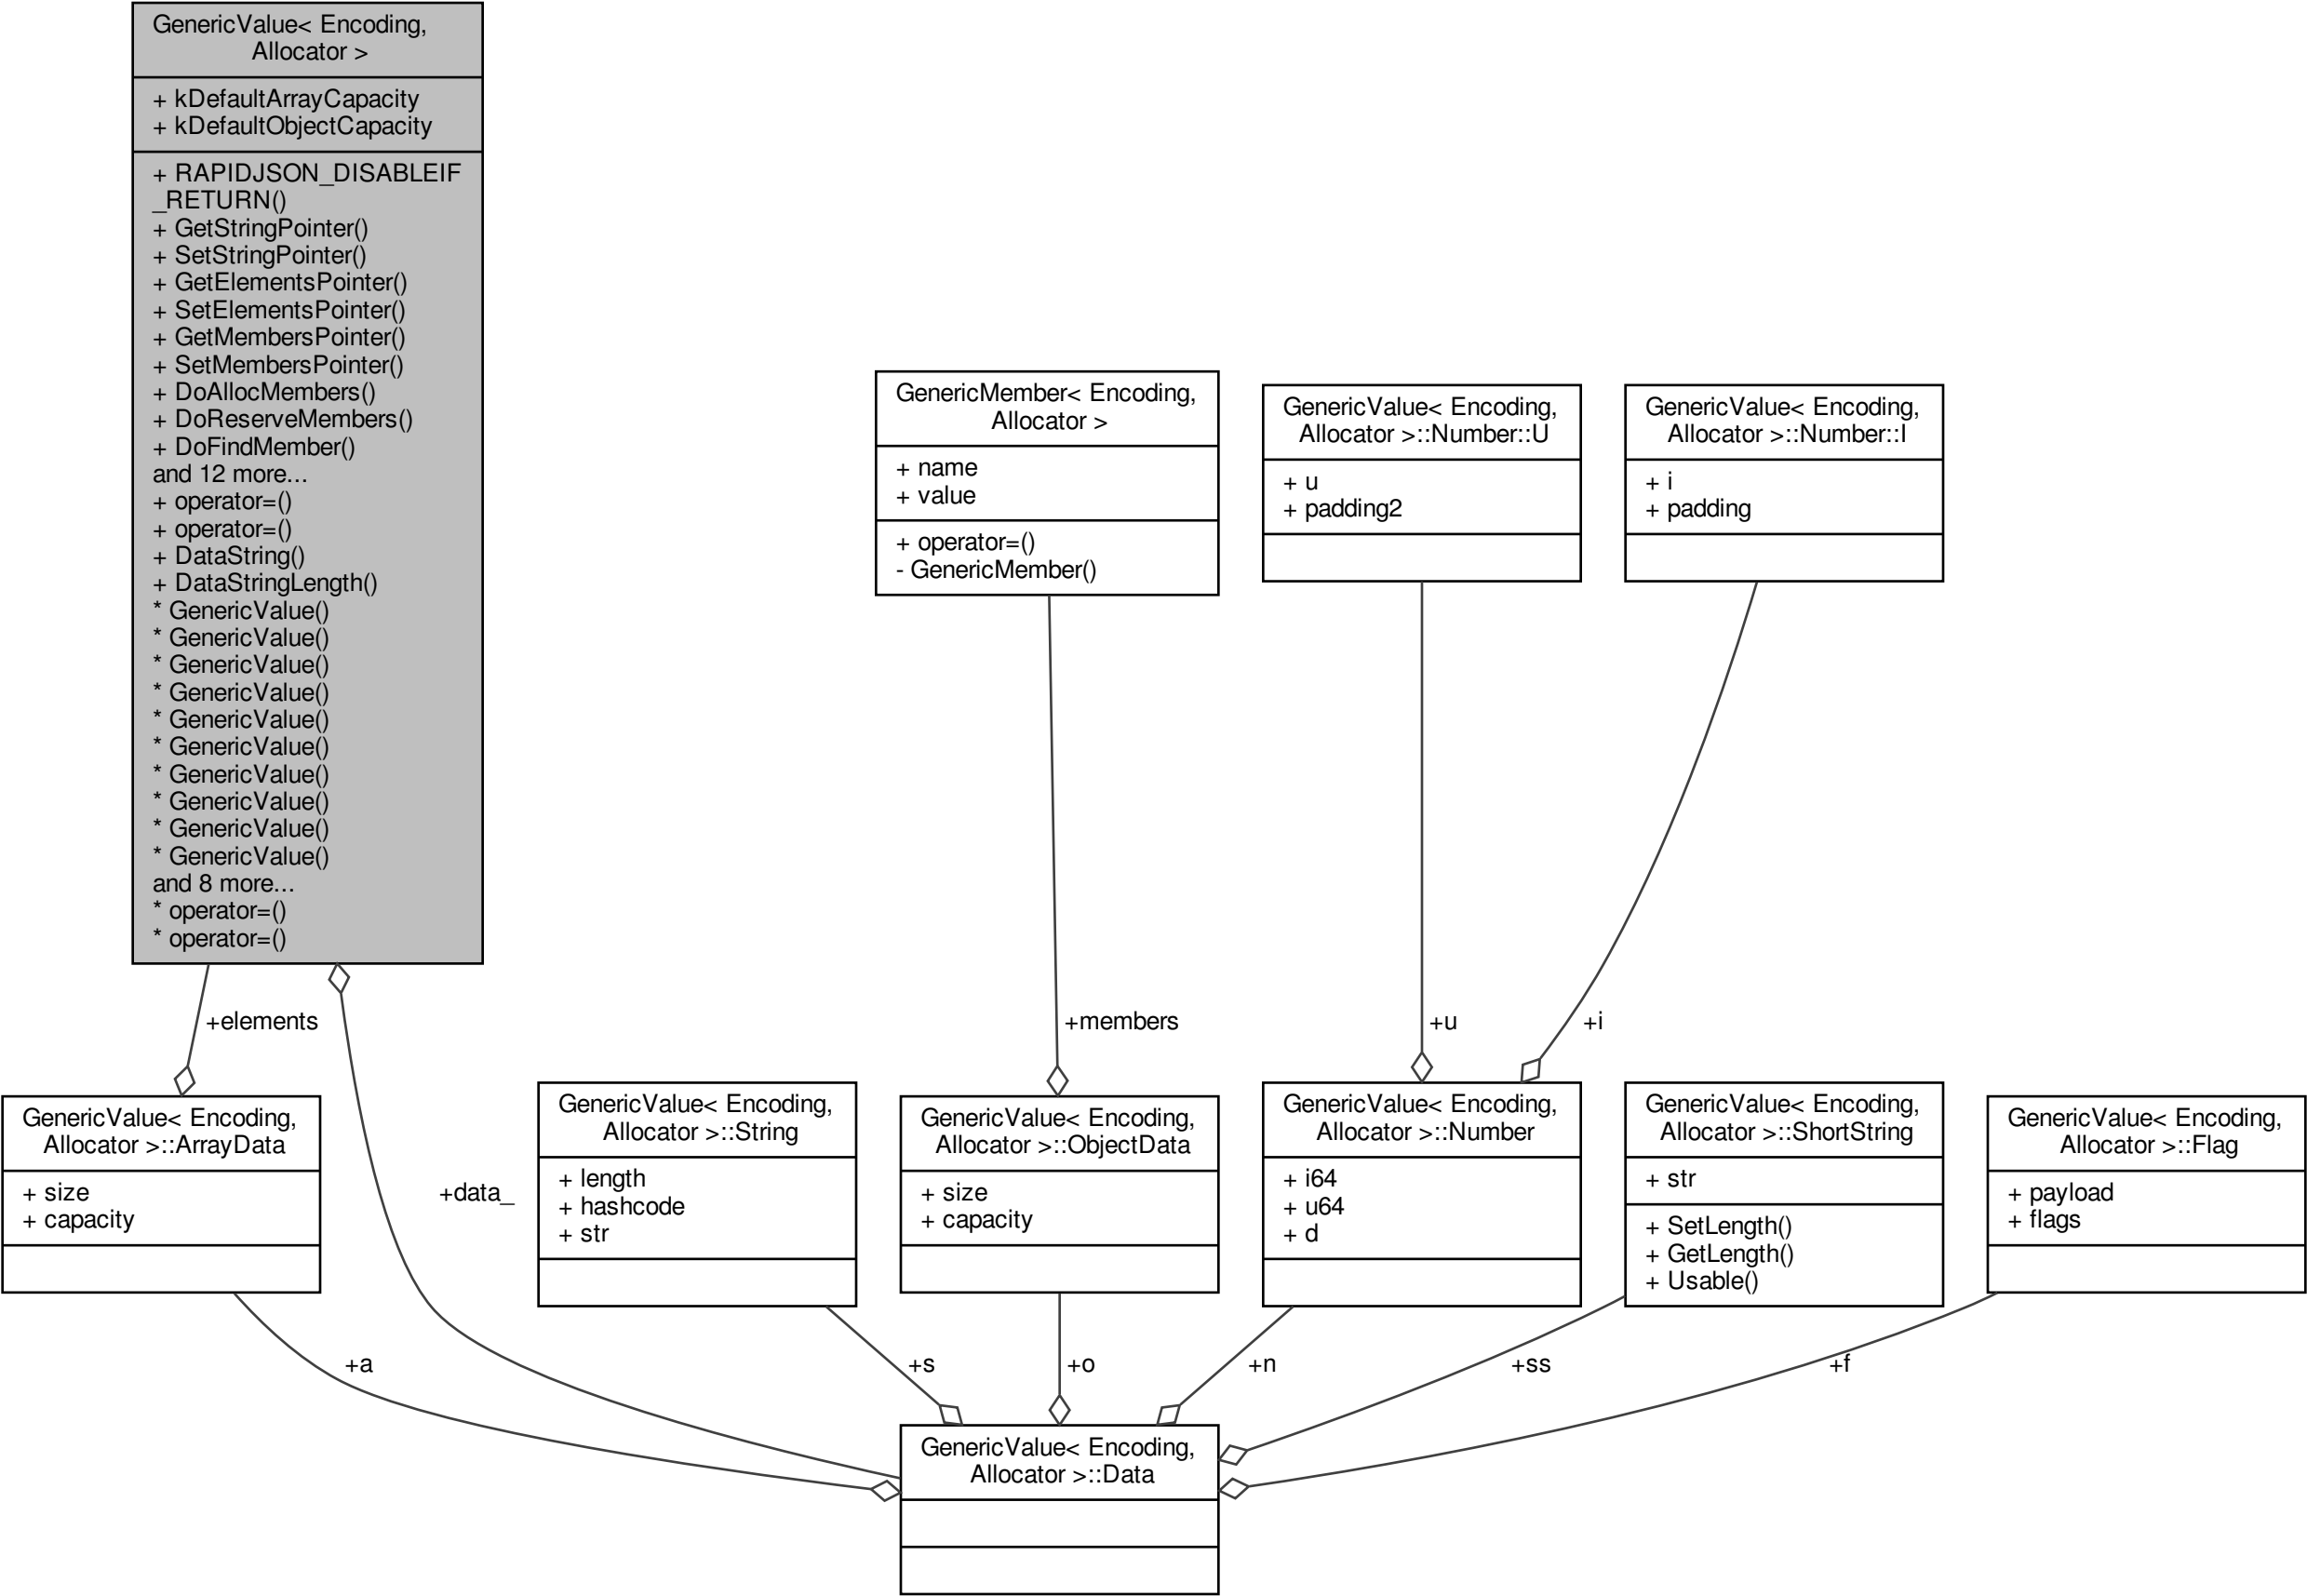 GenericValue< Encoding,
Allocator >
+ kDefaultArrayCapacity
+ kDefaultObjectCapacity
+ RAPIDJSON_DISABLEIF
_RETURN()
+ GetStringPointer()
+ SetStringPointer()
+ GetElementsPointer()
+ SetElementsPointer()
+ GetMembersPointer()
+ SetMembersPointer()
+ DoAllocMembers()
+ DoReserveMembers()
+ DoFindMember()
and 12 more...
+ operator=()
+ operator=()
+ DataString()
+ DataStringLength()
* GenericValue()
* GenericValue()
* GenericValue()
* GenericValue()
* GenericValue()
* GenericValue()
* GenericValue()
* GenericValue()
* GenericValue()
* GenericValue()
and 8 more...
* operator=()
* operator=()
GenericMember< Encoding,
Allocator >
+ name
+ value
+ operator=()
- GenericMember()
GenericValue< Encoding,
Allocator >::Number::U
+ u
+ padding2
GenericValue< Encoding,
Allocator >::Number::I
+ i
+ padding
+elements
+members
+u
+i
GenericValue< Encoding,
Allocator >::ArrayData
+ size
+ capacity
+data_
GenericValue< Encoding,
Allocator >::String
+ length
+ hashcode
+ str
GenericValue< Encoding,
Allocator >::ObjectData
+ size
+ capacity
GenericValue< Encoding,
Allocator >::Number
+ i64
+ u64
+ d
GenericValue< Encoding,
Allocator >::ShortString
+ str
+ SetLength()
+ GetLength()
+ Usable()
GenericValue< Encoding,
Allocator >::Flag
+ payload
+ flags
+a
+s
+o
+n
+ss
+f
GenericValue< Encoding,
Allocator >::Data